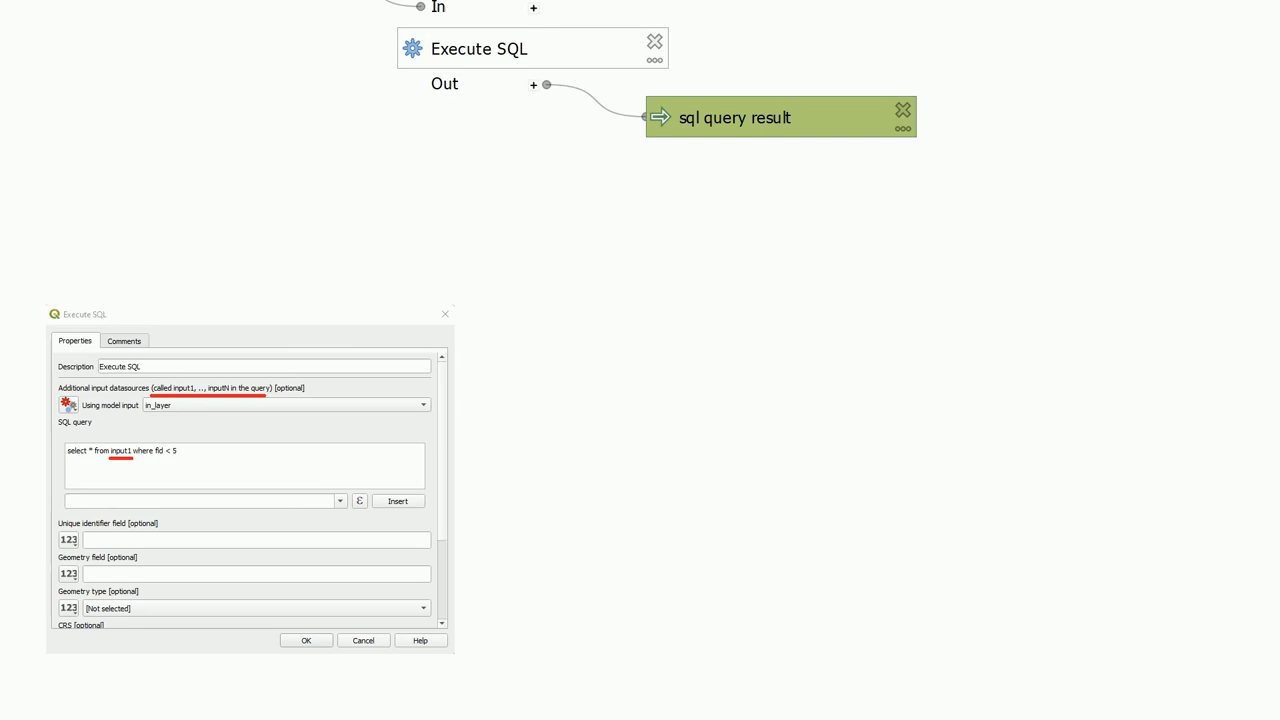 In +
Execute SQL
Out +
sql query result
Execute SQL
Properties Comments
Description Execute SQL
Additional input datasources (called input1, .., inputN in the query) [optional]
Using model input in_layer
SQL query
select * from input1 where fid < 5
ε Insert
Unique identifier field [optional]
123
Geometry field [optional]
123
Geometry type [optional]
123 [Not selected]
CRS [optional]
OK Cancel Help